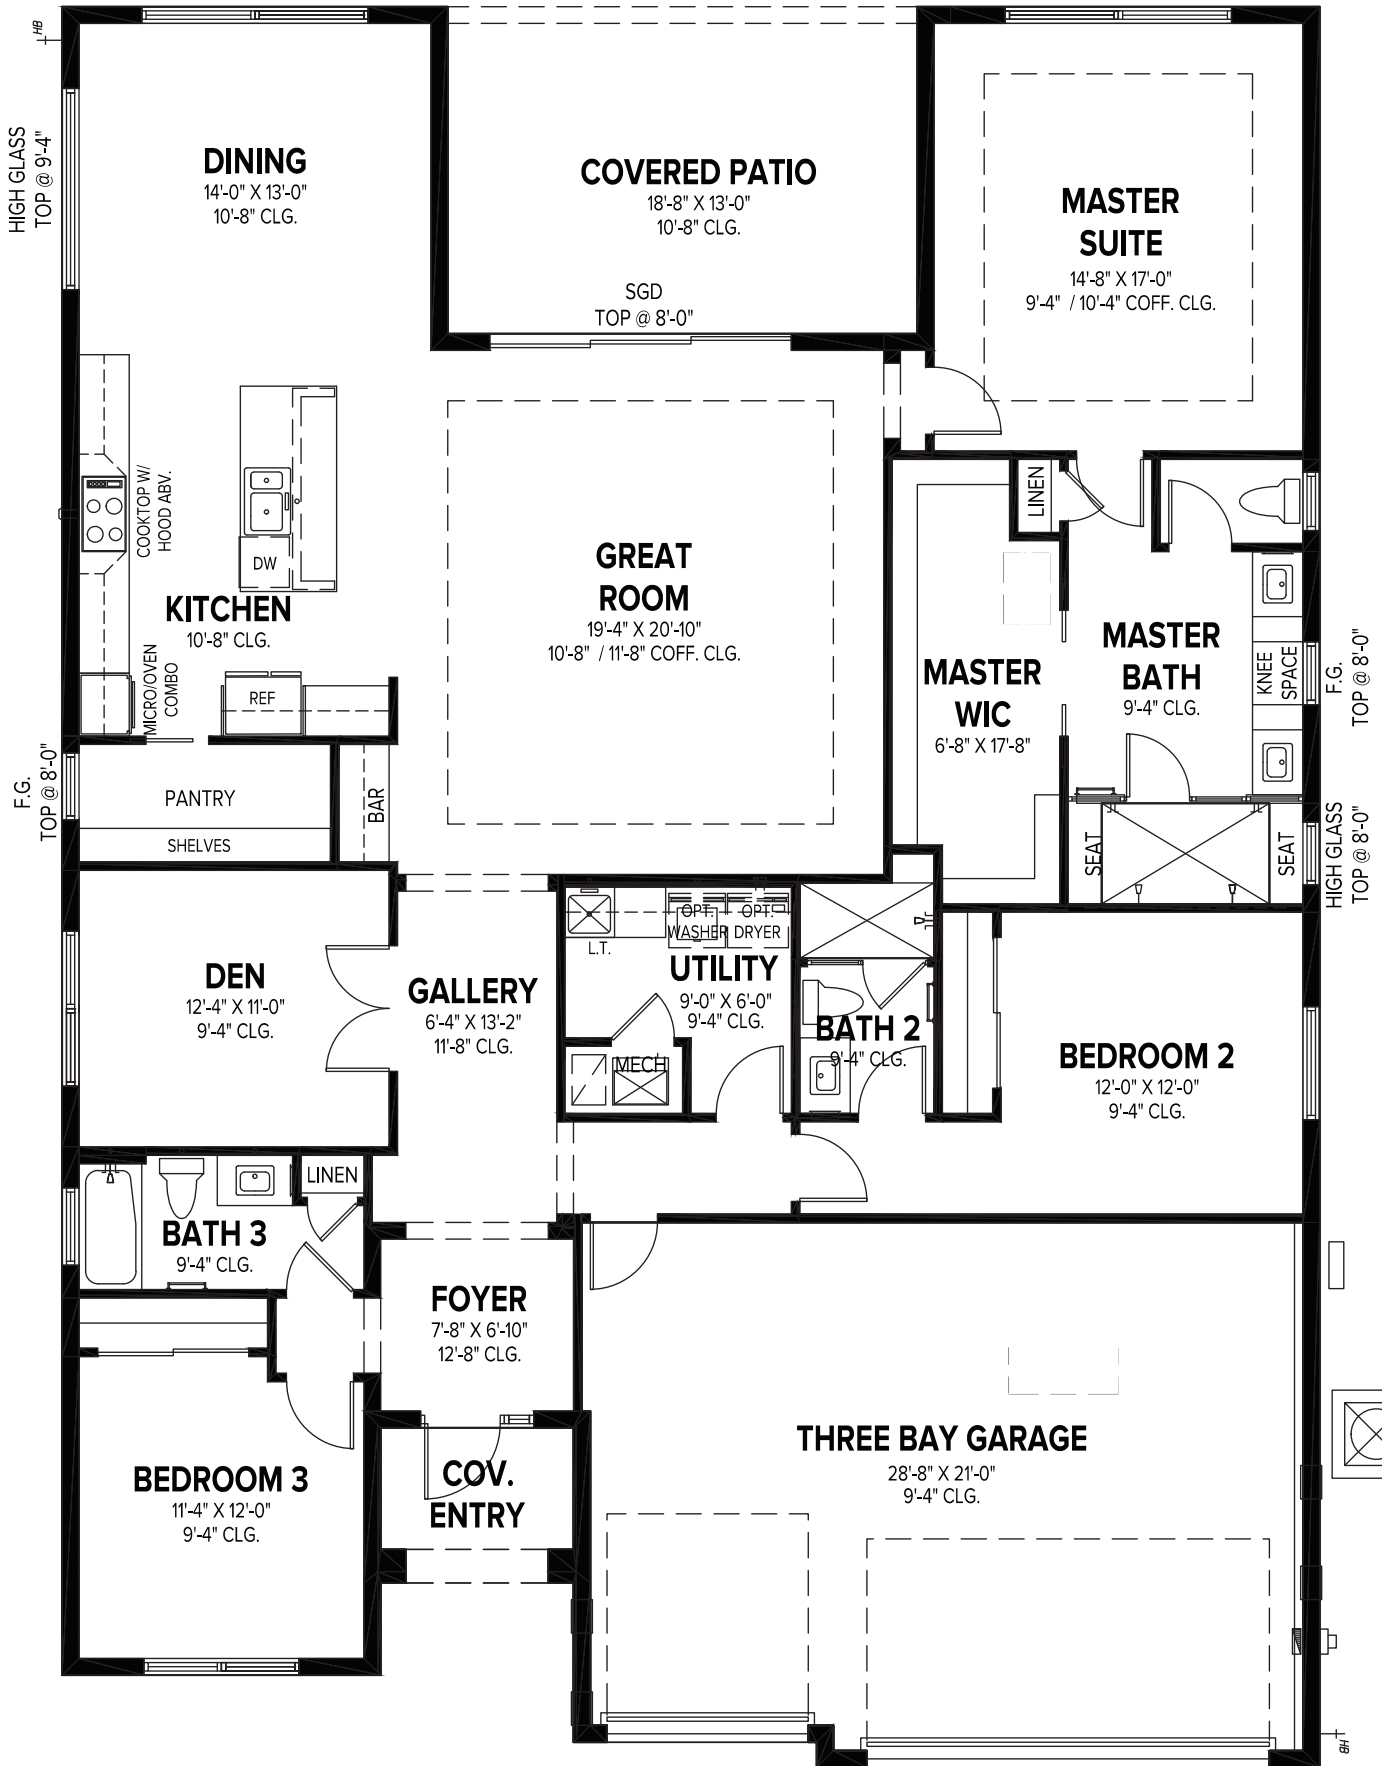 HB
HIGH GLASS
TOP @ 9'-4"
DINING
14'-0" X 13'-0"
10'-8" CLG.
COVERED PATIO
18'-8" X 13'-0"
10'-8" CLG.
SGD
TOP @ 8'-0"
MASTER
SUITE
14'-8" X 17'-0"
9'-4" / 10'-4" COFF. CLG.
COOKTOP W/
HOOD ABV.
DW
KITCHEN
10'-8" CLG.
MICRO/OVEN
COMBO
REF
GREAT
ROOM
19'-4" X 20'-10"
10'-8" / 11'-8" COFF. CLG.
LINEN
MASTER
WIC
6'-8" X 17'-8"
MASTER
BATH
9'-4" CLG.
KNEE
SPACE
F.G.
TOP @ 8'-0"
F.G.
TOP @ 8'-0"
PANTRY
SHELVES
BAR
SEAT
SEAT
HIGH GLASS
TOP @ 8'-0"
DEN
12'-4" X 11'-0"
9'-4" CLG.
GALLERY
6'-4" X 13'-2"
11'-8" CLG.
L.T.
OPT.
WASHER
OPT.
DRYER
UTILITY
9'-0" X 6'-0"
9'-4" CLG.
MECH
BATH 2
9'-4" CLG.
BEDROOM 2
12'-0" X 12'-0"
9'-4" CLG.
LINEN
BATH 3
9'-4" CLG.
FOYER
7'-8" X 6'-10"
12'-8" CLG.
BEDROOM 3
11'-4" X 12'-0"
9'-4" CLG.
COV.
ENTRY
THREE BAY GARAGE
28'-8" X 21'-0"
9'-4" CLG.
HB